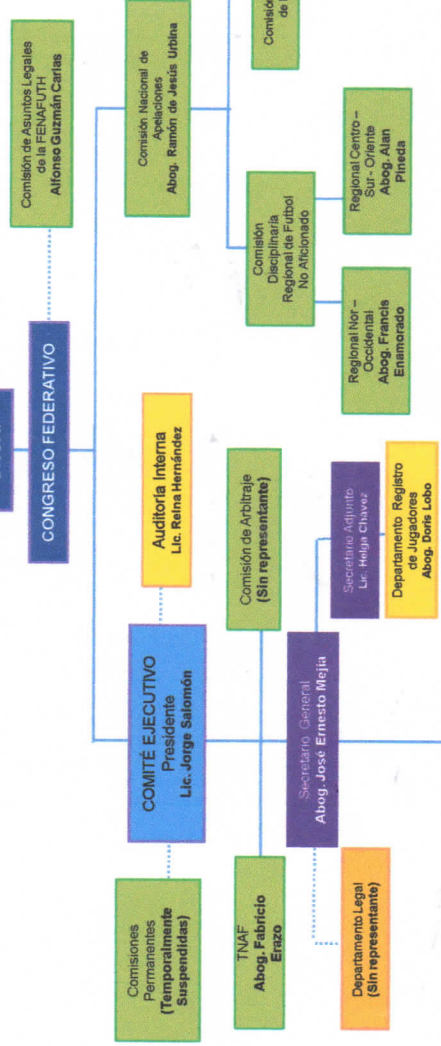 Comisión de Asuntos Legales
de la FENAFUTH
Alfonso Guzmán Carías
CONGRESO FEDERATIVO
Comisión Nacional de
Apelaciones
Abog. Ramón de Jesús Urbina
Comisión
Auditoría Interna
Lic. Reina Hernández
COMITÉ EJECUTIVO
Presidente
Lic. Jorge Salomón
Comisiones
Permanentes
(Temporalmente
Suspendidas)
Comisión
Disciplinaria
Regional de Futbol
No Aficionado
Regional Centro –
Sur - Oriente
Abog. Alan
Pineda
Regional Nor –
Occidental
Abog. Francis
Enamorado
Comisión de Arbitraje
(Sin representante)
TNAF
Abog. Fabricio
Erazo
Secretario General
Abog. José Ernesto Mejía
Secretario Adjunto
Lic. Helga Chavez
Departamento Registro
de Jugadores
Abog. Doris Lobo
Departamento Legal
(Sin representante)